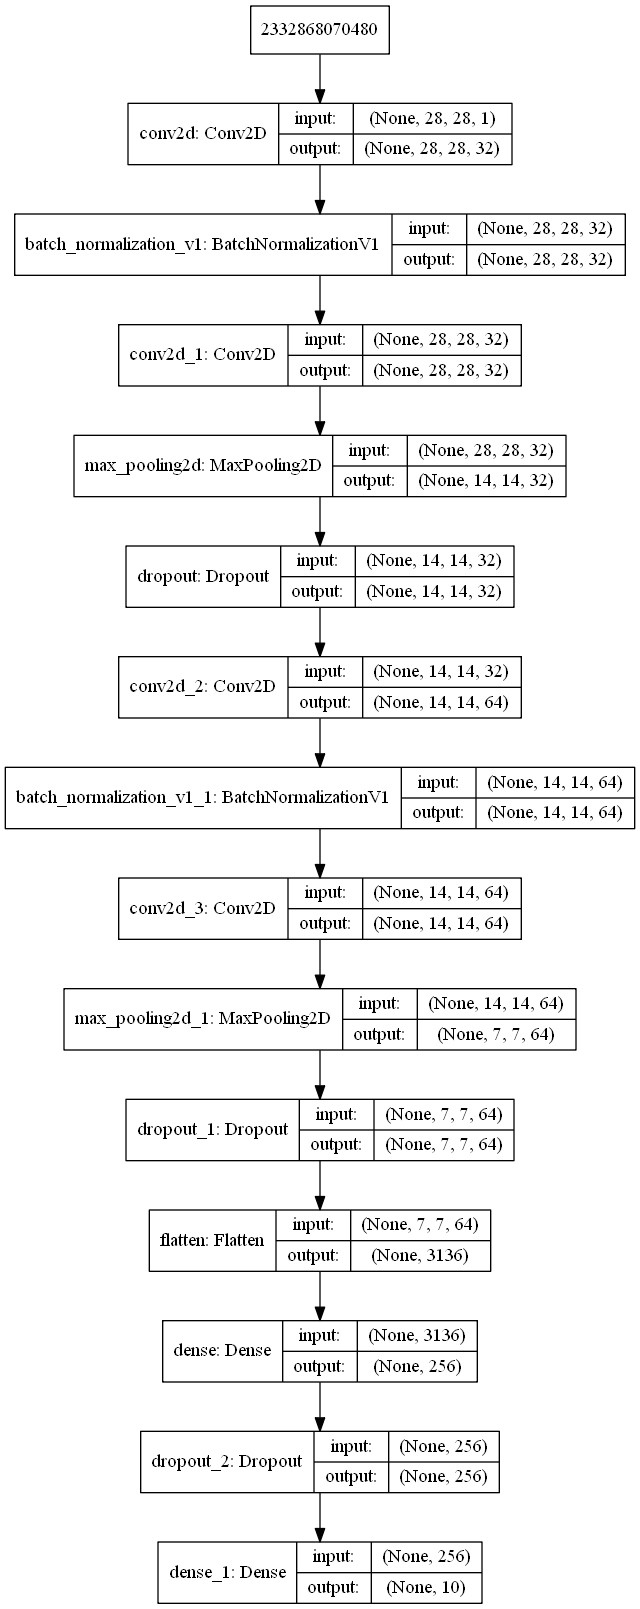 2332868070480
conv2d: Conv2D
input: (None, 28, 28, 1)
output: (None, 28, 28, 32)
batch_normalization_v1: BatchNormalizationV1
input: (None, 28, 28, 32)
output: (None, 28, 28, 32)
conv2d_1: Conv2D
input: (None, 28, 28, 32)
output: (None, 28, 28, 32)
max_pooling2d: MaxPooling2D
input: (None, 28, 28, 32)
output: (None, 14, 14, 32)
dropout: Dropout
input: (None, 14, 14, 32)
output: (None, 14, 14, 32)
conv2d_2: Conv2D
input: (None, 14, 14, 32)
output: (None, 14, 14, 64)
batch_normalization_v1_1: BatchNormalizationV1
input: (None, 14, 14, 64)
output: (None, 14, 14, 64)
conv2d_3: Conv2D
input: (None, 14, 14, 64)
output: (None, 14, 14, 64)
max_pooling2d_1: MaxPooling2D
input: (None, 14, 14, 64)
output: (None, 7, 7, 64)
dropout_1: Dropout
input: (None, 7, 7, 64)
output: (None, 7, 7, 64)
flatten: Flatten
input: (None, 7, 7, 64)
output: (None, 3136)
dense: Dense
input: (None, 3136)
output: (None, 256)
dropout_2: Dropout
input: (None, 256)
output: (None, 256)
dense_1: Dense
input: (None, 256)
output: (None, 10)